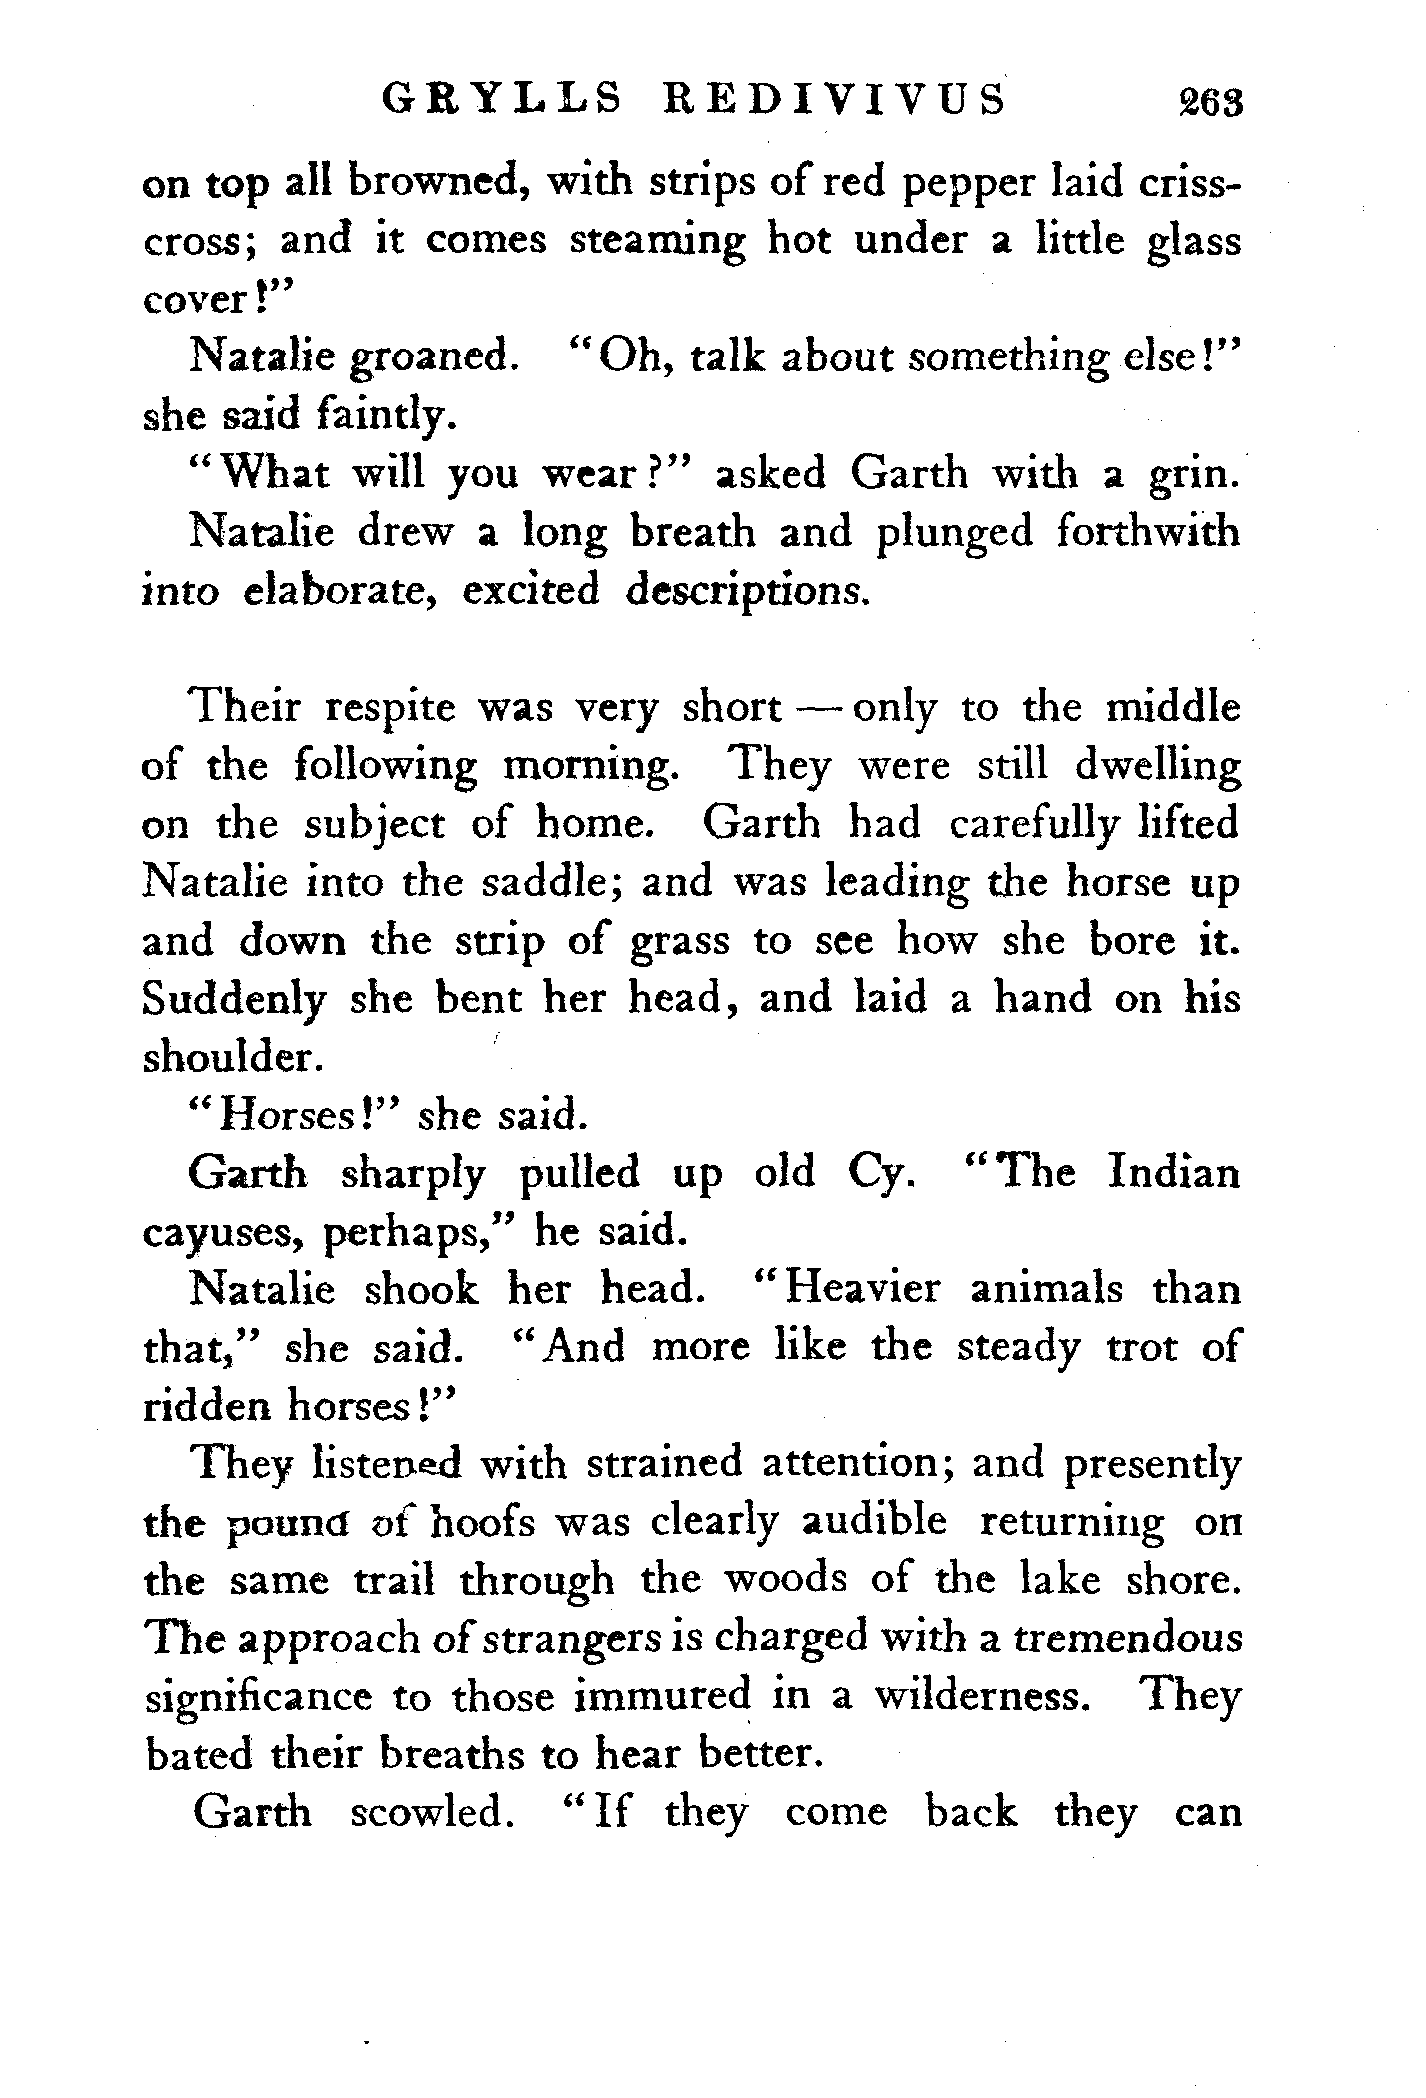 GRYLLS REDIVIVUS 263
on top all browned, with strips of red pepper laid criss-
cross; and it comes steaming hot under a little glass
cover!”
Natalie groaned. “Oh, talk about something else!”
she said faintly.
“What will you wear?” asked Garth with a grin.
Natalie drew a long breath and plunged forthwith
into elaborate, excited descriptions.
Their respite was very short — only to the middle
of the following morning. They were still dwelling
on the subject of home. Garth had carefully lifted
Natalie into the saddle; and was leading the horse up
and down the strip of grass to see how she bore it.
Suddenly she bent her head, and laid a hand on his
shoulder.
“Horses!” she said.
Garth sharply pulled up old Cy. “The Indian
cayuses, perhaps,” he said.
Natalie shook her head. “Heavier animals than
that,” she said. “And more like the steady trot of
ridden horses!”
They listened with strained attention; and presently
the pound of hoofs was clearly audible returning on
the same trail through the woods of the lake shore.
The approach of strangers is charged with a tremendous
significance to those immured in a wilderness. They
bated their breaths to hear better.
Garth scowled. “If they come back they can